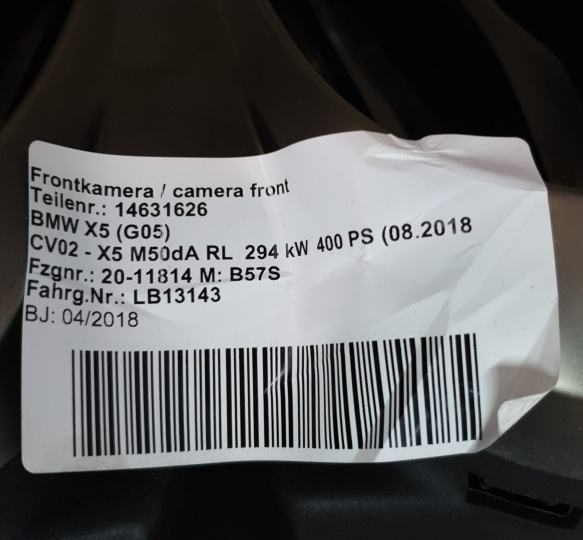 Frontkamera / camera front
Teilenr.: 14631626
BMW X5 (G05)
CV02 - X5 M50dA RL 294 kW 400 PS (08.2018
Fzgnr.: 20-11814 M: B57S
Fahrg.Nr.: LB13143
BJ: 04/2018